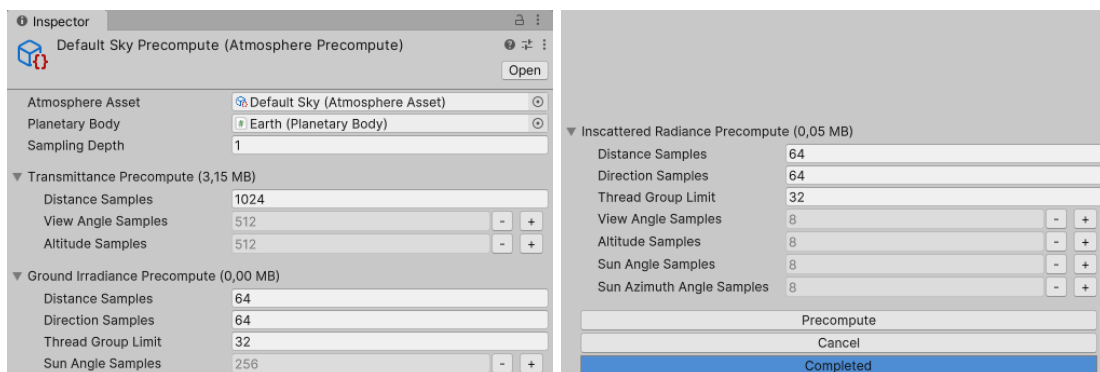 Inspector
Default Sky Precompute (Atmosphere Precompute)
Open
Atmosphere Asset Default Sky (Atmosphere Asset)
Planetary Body Earth (Planetary Body)
Sampling Depth 1
Transmittance Precompute (3,15 MB)
Distance Samples 1024
View Angle Samples 512 - +
Altitude Samples 512 - +
Ground Irradiance Precompute (0,00 MB)
Distance Samples 64
Direction Samples 64
Thread Group Limit 32
Sun Angle Samples 256 - +
Inscattered Radiance Precompute (0,05 MB)
Distance Samples 64
Direction Samples 64
Thread Group Limit 32
View Angle Samples 8 - +
Altitude Samples 8 - +
Sun Angle Samples 8 - +
Sun Azimuth Angle Samples 8 - +
Precompute
Cancel
Completed